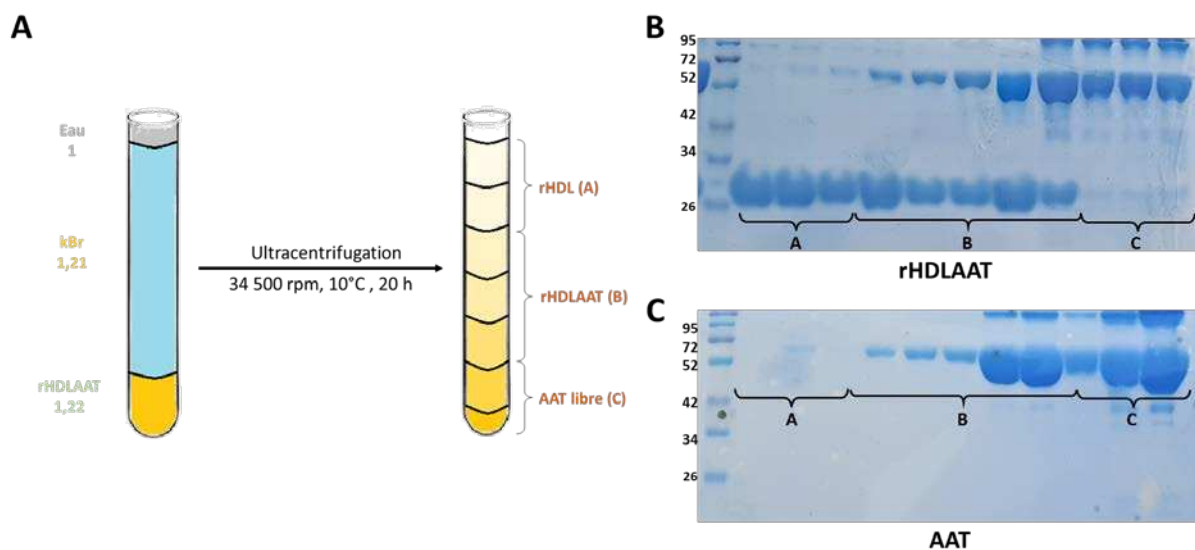 A
Eau
1
kBr
1,21
rHDLAAT
1,22
Ultracentrifugation
34 500 rpm, 10°C , 20 h
rHDL (A)
rHDLAAT (B)
AAT libre (C)
B
95
72
52
42
34
26
A
B
C
rHDLAAT
C
95
72
52
42
34
26
A
B
C
AAT